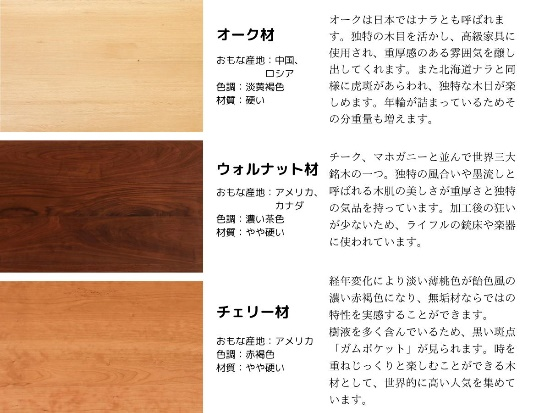 オーク材
おもな産地：中国、
ロシア
色調：淡黄褐色
材質：硬い
オークは日本ではナラとも呼ばれま
す。独特の木目を活かし、高級家具に
使用され、重厚感のある雰囲気を醸し
出してくれます。また北海道ナラと同
様に虎斑があらわれ、独特な木目が楽
しめます。年輪が詰まっているためそ
の分重量も増えます。
ウォルナット材
おもな産地：アメリカ、
カナダ
色調：濃い茶色
材質：やや硬い
チーク、マホガニーと並んで世界三大
銘木の一つ。独特の風合いや墨流しと
呼ばれる木肌の美しさが重厚さと独特
の気品を持っています。加工後の狂い
が少ないため、ライフルの銃床や楽器
に使われています。
チェリー材
おもな産地：アメリカ
色調：赤褐色
材質：やや硬い
経年変化により淡い薄桃色が飴色風の
濃い赤褐色になり、無垢材ならではの
特性を実感することができます。
樹液を多く含んでいるため、黒い斑点
「ガムポケット」が見られます。時を
重ねじっくりと楽しむことができる木
材として、世界的に高い人気を集めて
います。